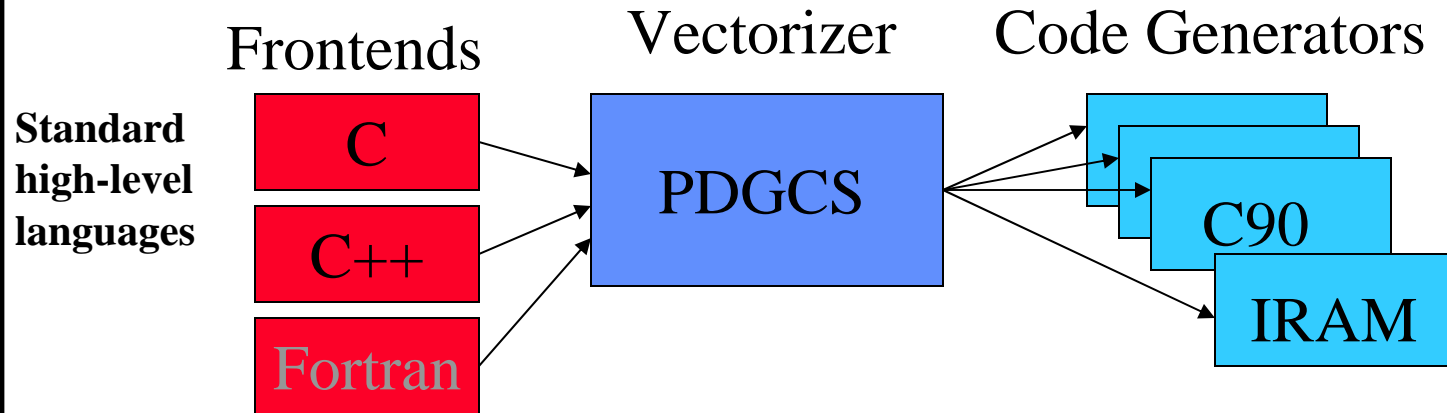 Frontends
Vectorizer
Code Generators
Standard
high-level
languages
C
C++
Fortran
PDGCS
C90
IRAM